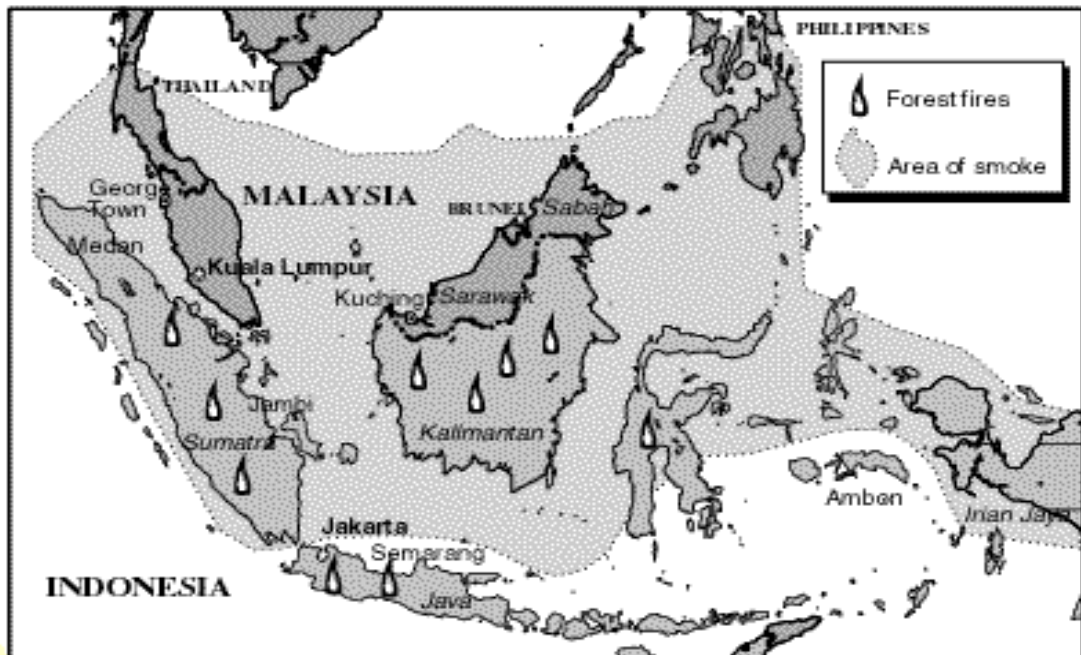 PHILIPPINES
THAILAND
Forest fires
Area of smoke
George
Town
MALAYSIA
BRUNEI
Sabah
Medan
Kuala Lumpur
Kuching
Sarawak
Jambi
Sumatra
Kalimantan
Ambon
Irian Jaya
Jakarta
Semarang
INDONESIA
Java